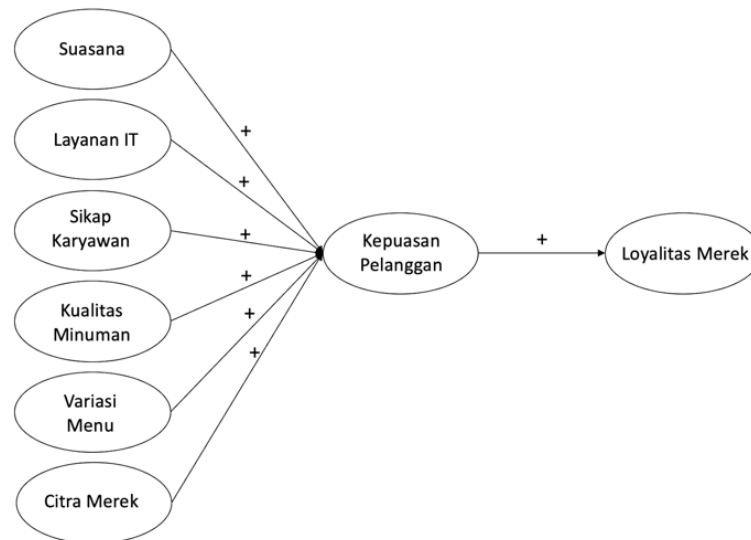 Suasana
+
Layanan IT
+
Sikap
Karyawan
+
Kualitas
Minuman
+
Variasi
Menu
+
Citra Merek
+
Kepuasan
Pelanggan
+
Loyalitas Merek